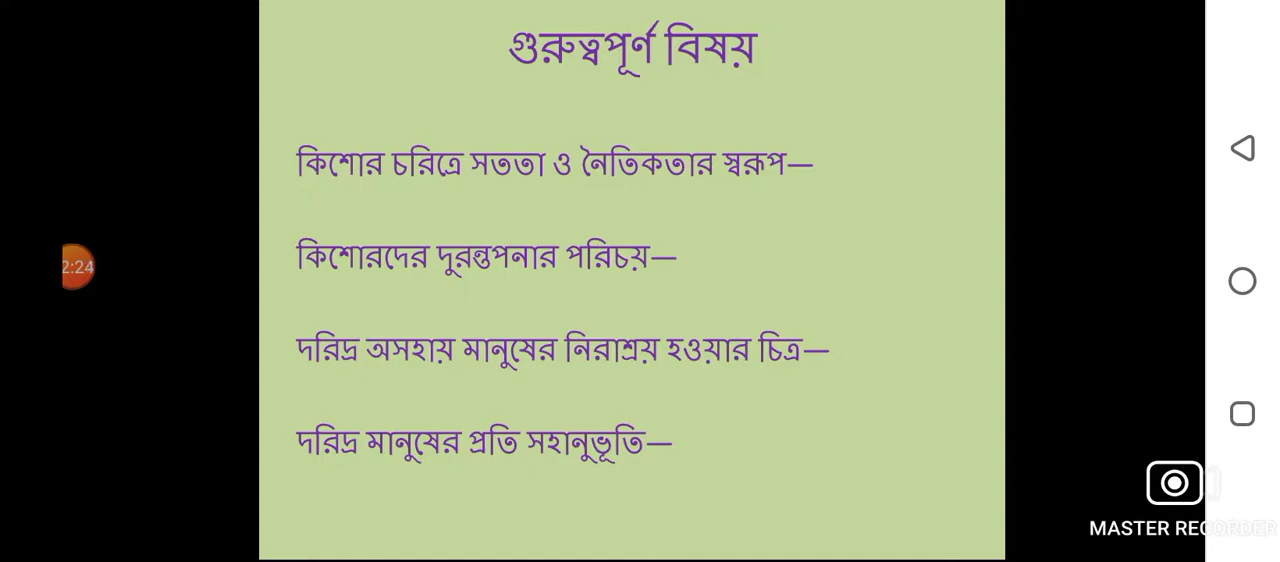 গুরুত্বপূর্ণ বিষয়
কিশোর চরিত্রে সততা ও নৈতিকতার স্বরূপ—
কিশোরদের দুরন্তপনার পরিচয়—
2:24
দরিদ্র অসহায় মানুষের নিরাশ্রয় হওয়ার চিত্র—
দরিদ্র মানুষের প্রতি সহানুভূতি—
MASTER RECORDER